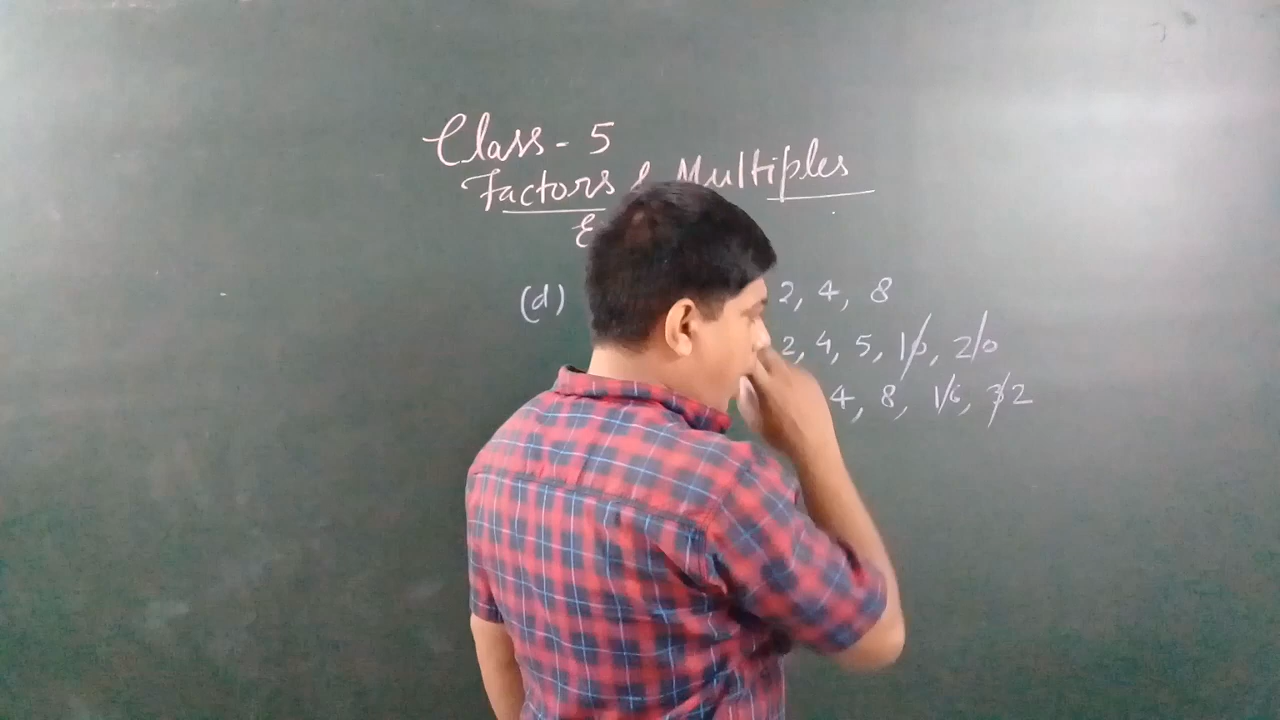 Class - 5
Factors & Multiples
(d) 2, 4, 8
2, 4, 5, 10, 20
4, 8, 16, 32